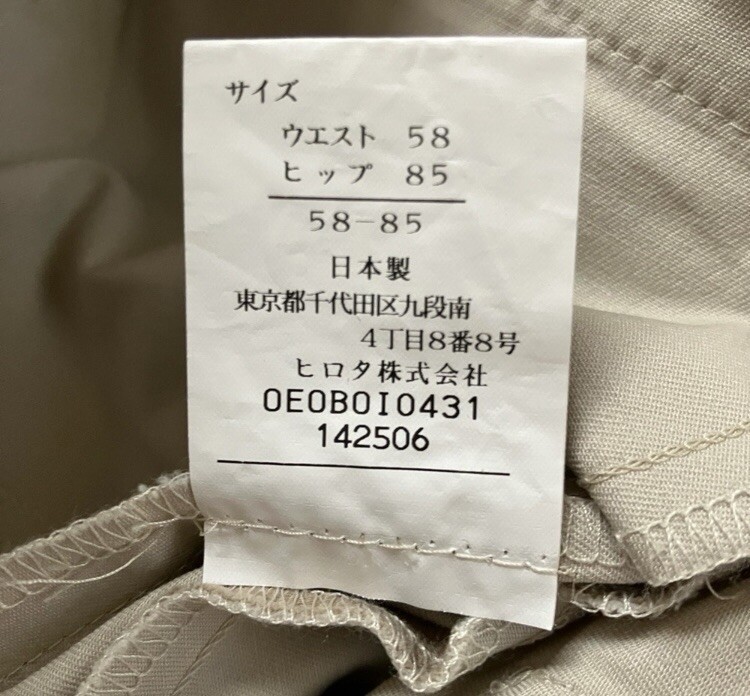 サイズ
ウエスト 58
ヒップ 85
58-85
日本製
東京都千代田区九段南
4丁目8番8号
ヒロタ株式会社
0E0B0I0431
142506